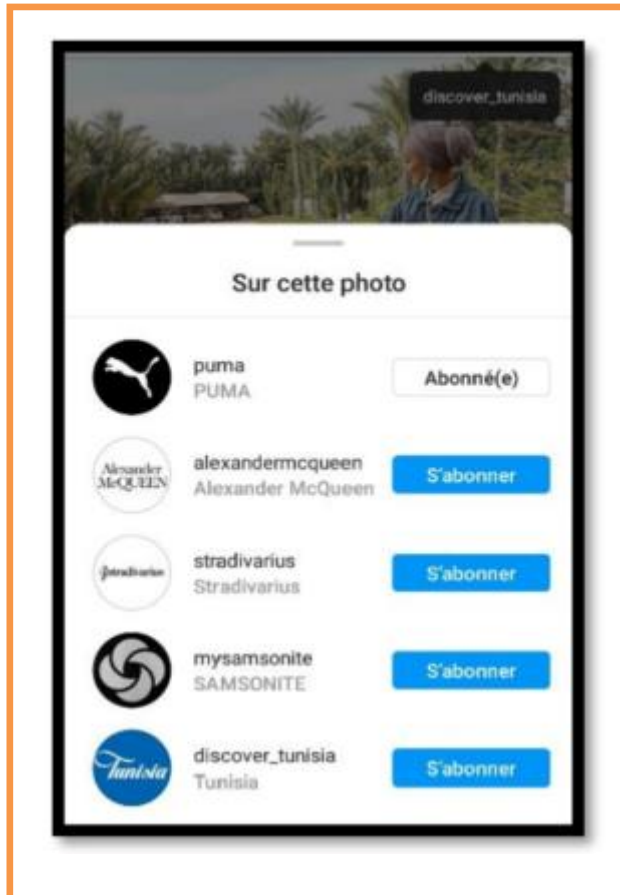 discover_tunisia
Sur cette photo
puma
PUMA
Abonné(e)
Alexander
McQUEEN
alexandermcqueen
Alexander McQueen
S'abonner
stradivarius
stradivarius
Stradivarius
S'abonner
mysamsonite
SAMSONITE
S'abonner
Tunisia
discover_tunisia
Tunisia
S'abonner